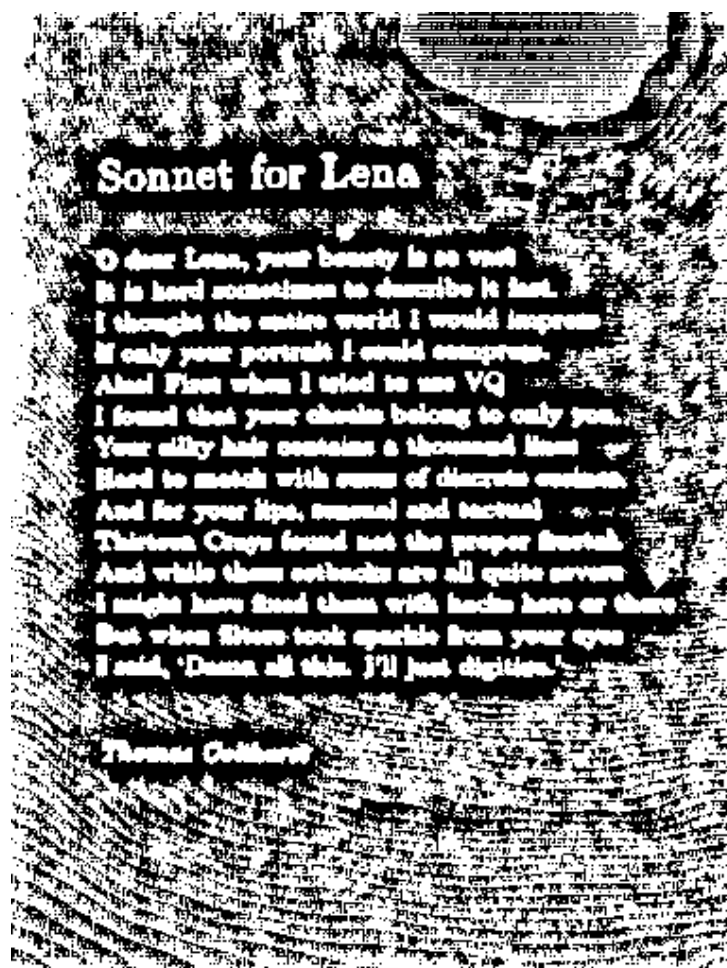 Sonnet for Lena
O dear Lena, your beauty is so vast
It is hard sometimes to describe it fast.
I thought the entire world I would impress
If only your portrait I could compress.
Alas! First when I tried to use VQ
I found that your cheeks belong to only you.
Your silky hair contains a thousand lines
Hard to match with sums of discrete cosines.
And for your lips, sensual and tactual
Thirteen Crays found not the proper fractal.
And while these setbacks are all quite severe
I might have fixed them with hacks here or there
But when filters took sparkle from your eyes
I said, 'Damn all this. I'll just digitize.'
Thomas Colthurst